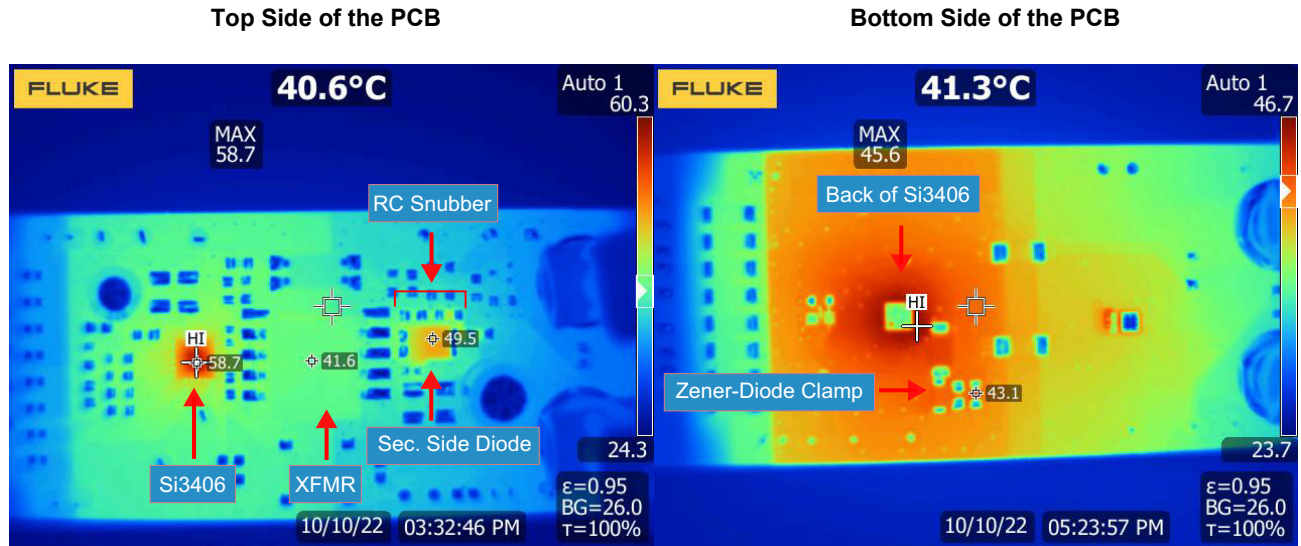 Top Side of the PCB
Bottom Side of the PCB
FLUKE
40.6°C
Auto 1
60.3
MAX
58.7
RC Snubber
HI
58.7
41.6
49.5
Si3406
XFMR
Sec. Side Diode
24.3
ε=0.95
BG=26.0
τ=100%
10/10/22 03:32:46 PM
FLUKE
41.3°C
Auto 1
46.7
MAX
45.6
Back of Si3406
HI
Zener-Diode Clamp
43.1
23.7
ε=0.95
BG=26.0
τ=100%
10/10/22 05:23:57 PM